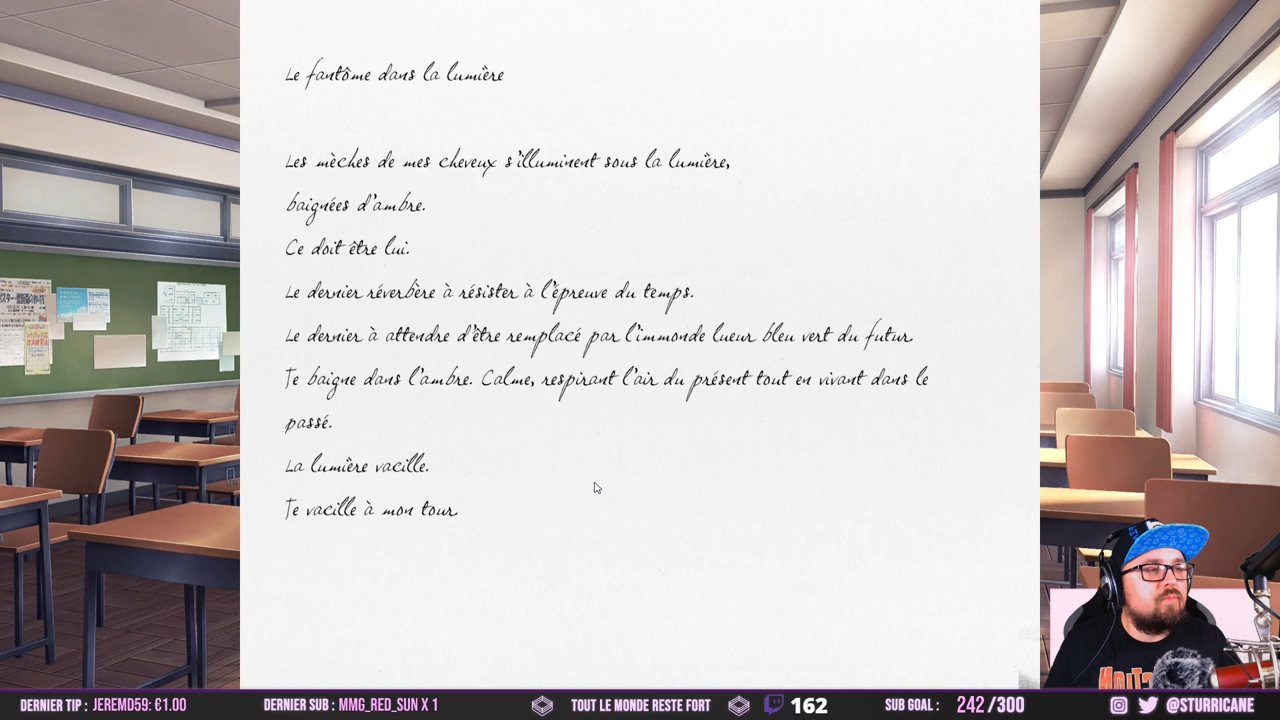 Le fantôme dans la lumière
Les mèches de mes cheveux s'illuminent sous la lumière,
baignées d'ambre.
Ce doit être lui.
Le dernier réverbère à résister à l'épreuve du temps.
Le dernier à attendre d'être remplacé par l'immonde lueur bleu vert du futur.
Je baigne dans l'ambre. Calme, respirant l'air du présent tout en vivant dans le
passé.
La lumière vacille.
Je vacille à mon tour.
DERNIER TIP : JEREMD59: €1.00
DERNIER SUB : MMG_RED_SUN X 1
TOUT LE MONDE RESTE FORT
162
SUB GOAL : 242/300
@STURRICANE